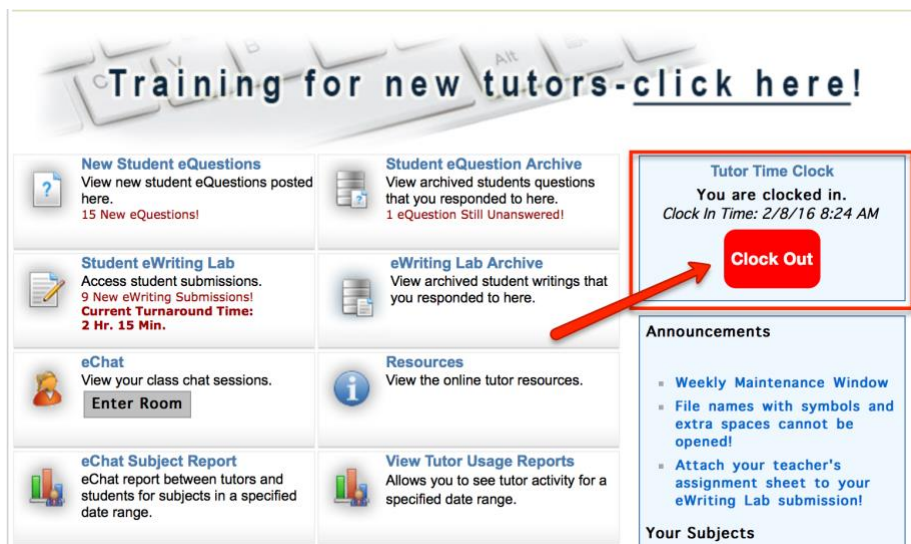 Training for new tutors-click here!
New Student eQuestions
View new student eQuestions posted
here.
15 New eQuestions!
Student eQuestion Archive
View archived students questions
that you responded to here.
1 eQuestion Still Unanswered!
Student eWriting Lab
Access student submissions.
9 New eWriting Submissions!
Current Turnaround Time:
2 Hr. 15 Min.
eWriting Lab Archive
View archived student writings that
you responded to here.
eChat
View your class chat sessions.
Enter Room
Resources
View the online tutor resources.
eChat Subject Report
eChat report between tutors and
students for subjects in a specified
date range.
View Tutor Usage Reports
Allows you to see tutor activity for a
specified date range.
Tutor Time Clock
You are clocked in.
Clock In Time: 2/8/16 8:24 AM
Clock Out
Announcements
Weekly Maintenance Window
File names with symbols and
extra spaces cannot be
opened!
Attach your teacher's
assignment sheet to your
eWriting Lab submission!
Your Subjects